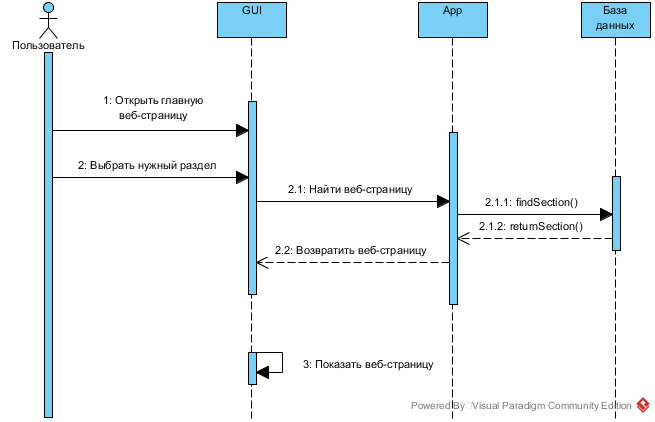 GUI
App
База
данных
Пользователь
1: Открыть главную
веб-страницу
2: Выбрать нужный раздел
2.1: Найти веб-страницу
2.1.1: findSection()
2.1.2: returnSection()
2.2: Возвратить веб-страницу
3: Показать веб-страницу
Powered By Visual Paradigm Community Edition